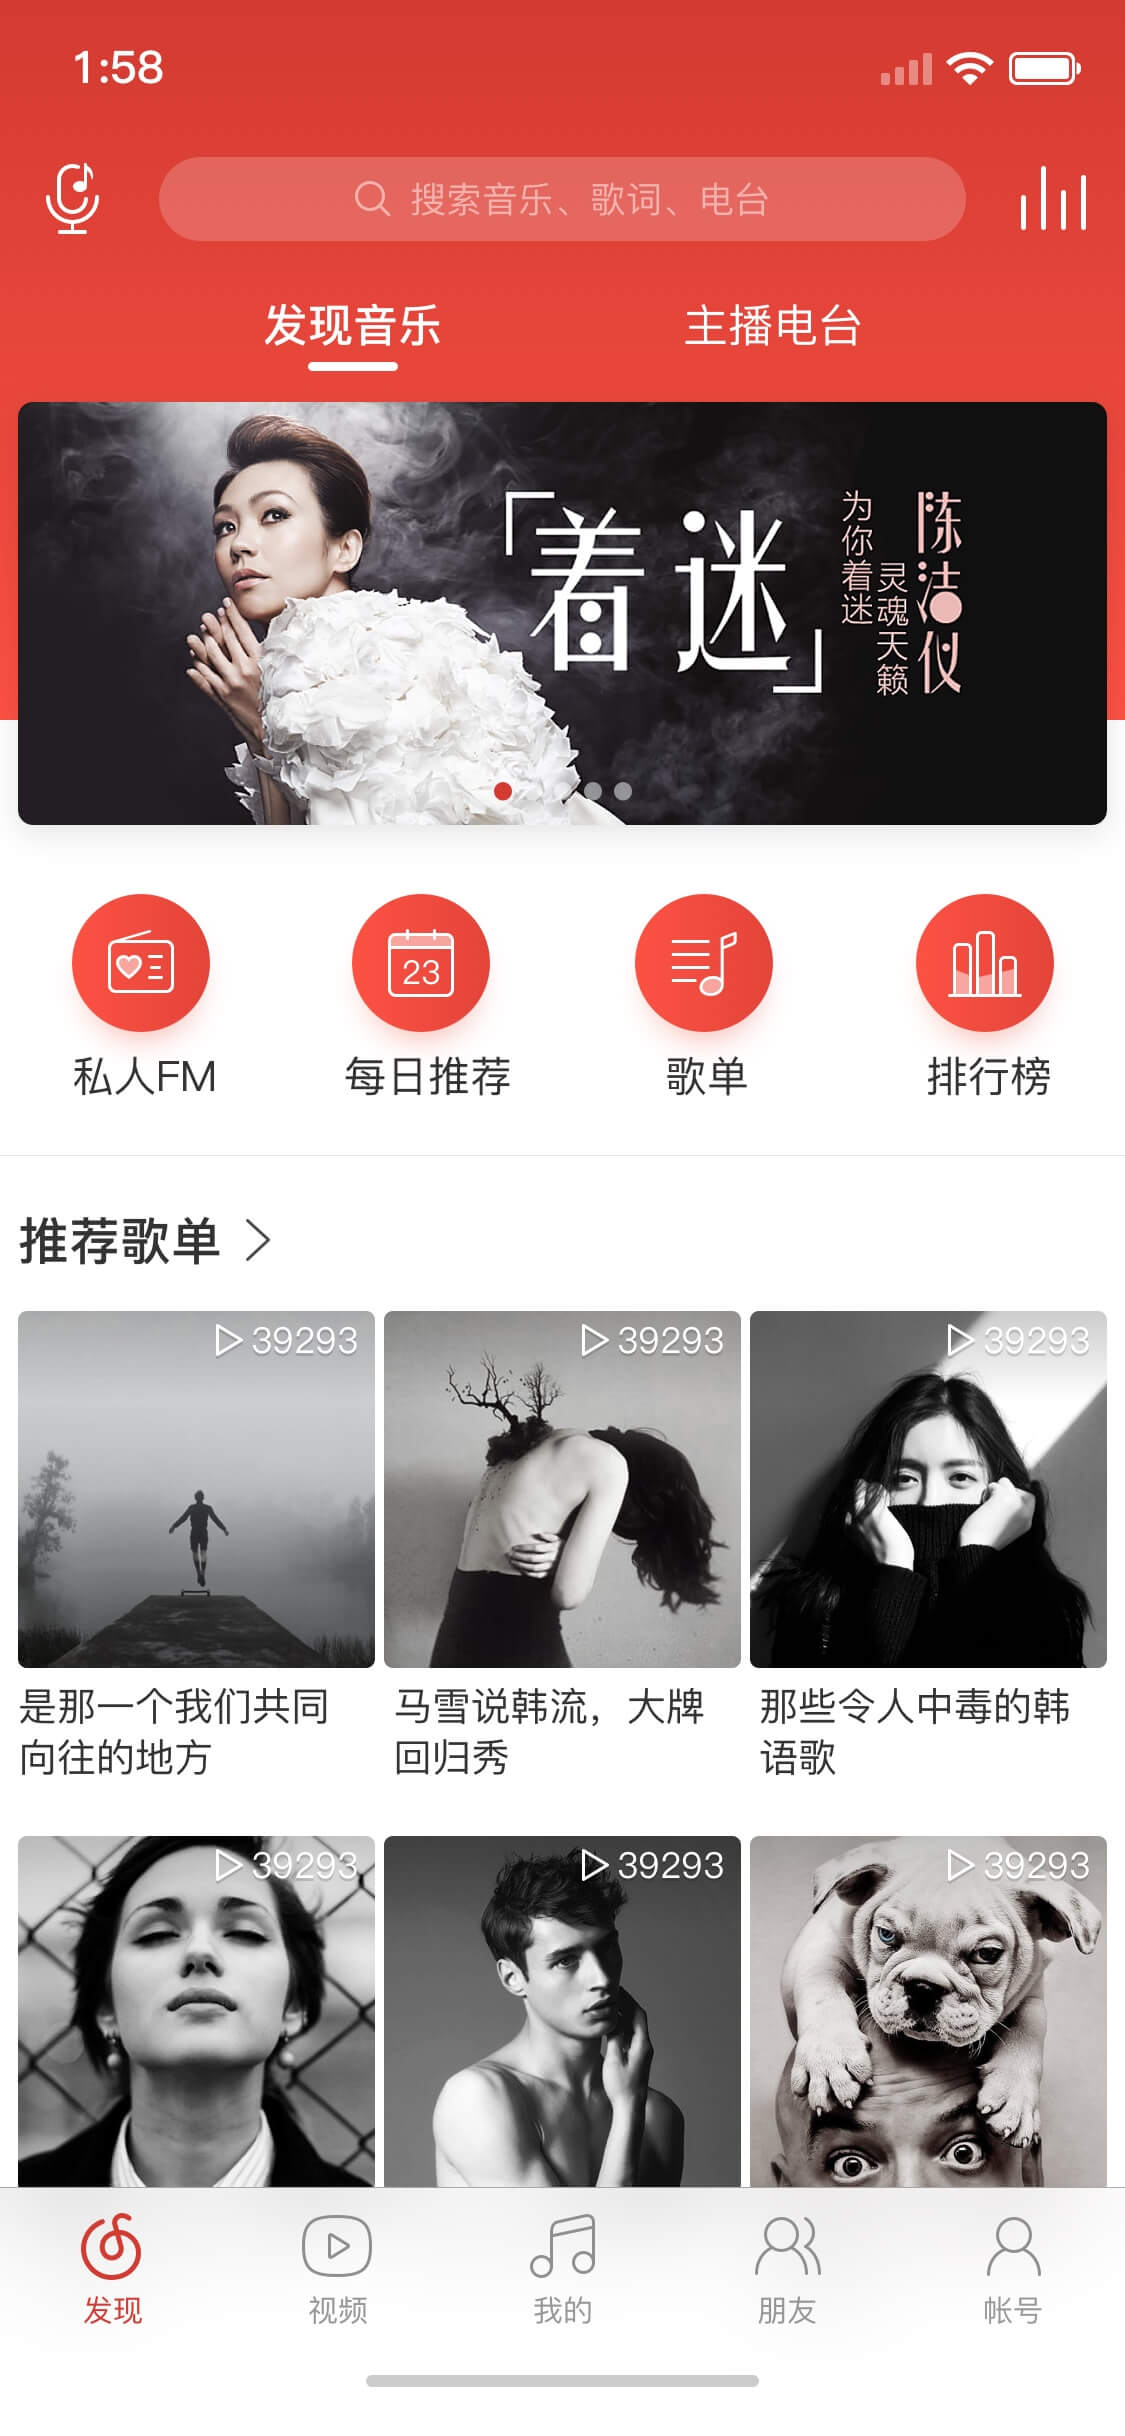 1:58
搜索音乐、歌词、电台
发现音乐
主播电台
「着迷」
陈洁仪
灵魂天籁
为你着迷
23
私人FM
每日推荐
歌单
排行榜
推荐歌单
39293
39293
39293
是那一个我们共同
向往的地方
马雪说韩流，大牌
回归秀
那些令人中毒的韩
语歌
39293
39293
39293
发现
视频
我的
朋友
帐号